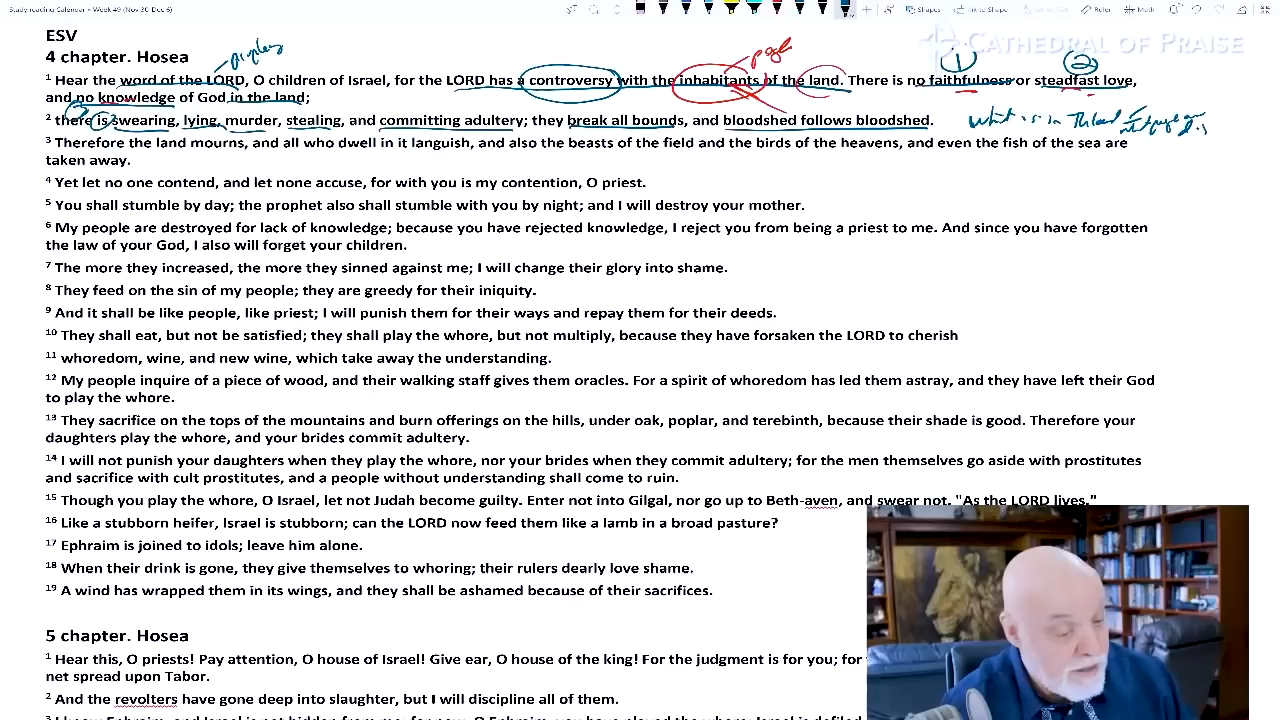 Study reading Calendar • Week 49 (Nov 30-Dec 6)
Shapes Ink to Shape Ruler Math
CATHEDRAL OF PRAISE
ESV
4 chapter. Hosea
people
1 2
¹ Hear the word of the LORD, O children of Israel, for the LORD has a controversy with the inhabitants of the land. There is no faithfulness or steadfast love,
and no knowledge of God in the land;
² there is swearing, lying, murder, stealing, and committing adultery; they break all bounds, and bloodshed follows bloodshed.
what is in The land
³ Therefore the land mourns, and all who dwell in it languish, and also the beasts of the field and the birds of the heavens, and even the fish of the sea are
taken away.
⁴ Yet let no one contend, and let none accuse, for with you is my contention, O priest.
⁵ You shall stumble by day; the prophet also shall stumble with you by night; and I will destroy your mother.
⁶ My people are destroyed for lack of knowledge; because you have rejected knowledge, I reject you from being a priest to me. And since you have forgotten
the law of your God, I also will forget your children.
⁷ The more they increased, the more they sinned against me; I will change their glory into shame.
⁸ They feed on the sin of my people; they are greedy for their iniquity.
⁹ And it shall be like people, like priest; I will punish them for their ways and repay them for their deeds.
¹⁰ They shall eat, but not be satisfied; they shall play the whore, but not multiply, because they have forsaken the LORD to cherish
¹¹ whoredom, wine, and new wine, which take away the understanding.
¹² My people inquire of a piece of wood, and their walking staff gives them oracles. For a spirit of whoredom has led them astray, and they have left their God
to play the whore.
¹³ They sacrifice on the tops of the mountains and burn offerings on the hills, under oak, poplar, and terebinth, because their shade is good. Therefore your
daughters play the whore, and your brides commit adultery.
¹⁴ I will not punish your daughters when they play the whore, nor your brides when they commit adultery; for the men themselves go aside with prostitutes
and sacrifice with cult prostitutes, and a people without understanding shall come to ruin.
¹⁵ Though you play the whore, O Israel, let not Judah become guilty. Enter not into Gilgal, nor go up to Beth-aven, and swear not. "As the LORD lives."
¹⁶ Like a stubborn heifer, Israel is stubborn; can the LORD now feed them like a lamb in a broad pasture?
¹⁷ Ephraim is joined to idols; leave him alone.
¹⁸ When their drink is gone, they give themselves to whoring; their rulers dearly love shame.
¹⁹ A wind has wrapped them in its wings, and they shall be ashamed because of their sacrifices.
5 chapter. Hosea
¹ Hear this, O priests! Pay attention, O house of Israel! Give ear, O house of the king! For the judgment is for you; for
net spread upon Tabor.
² And the revolters have gone deep into slaughter, but I will discipline all of them.